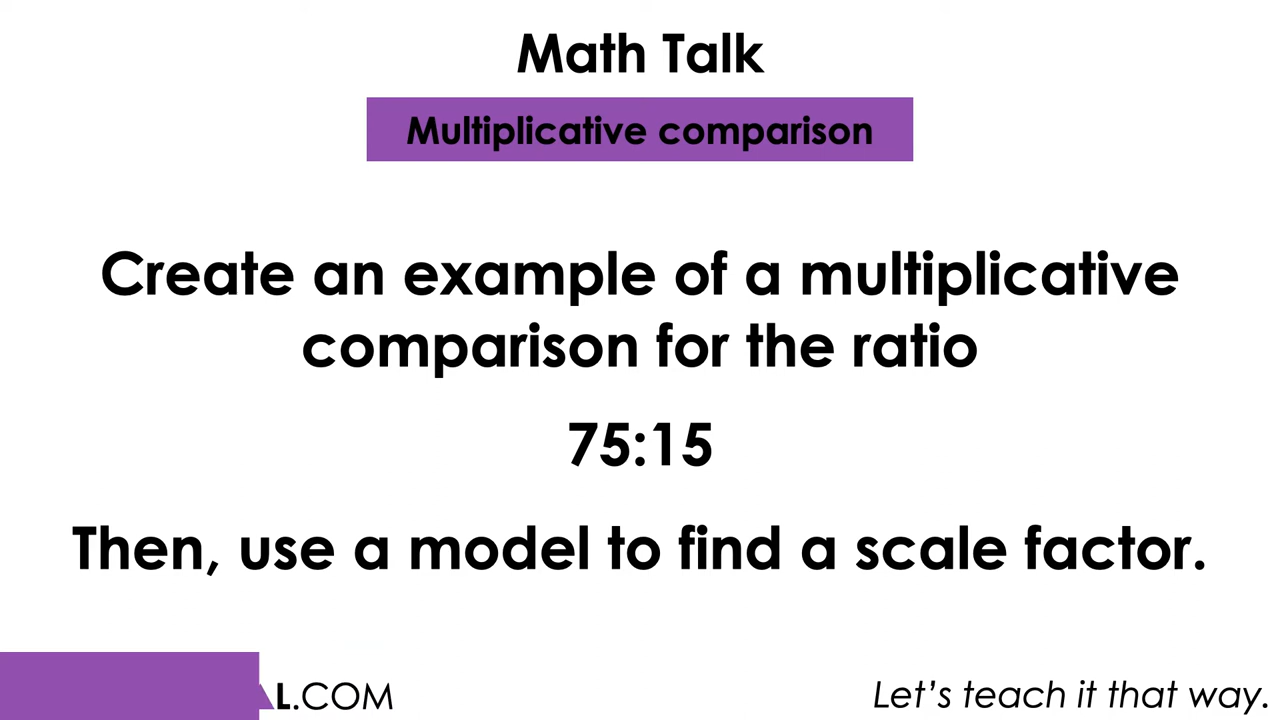 Math Talk
Multiplicative comparison
Create an example of a multiplicative
comparison for the ratio
75:15
Then, use a model to find a scale factor.
L.COM
Let’s teach it that way.